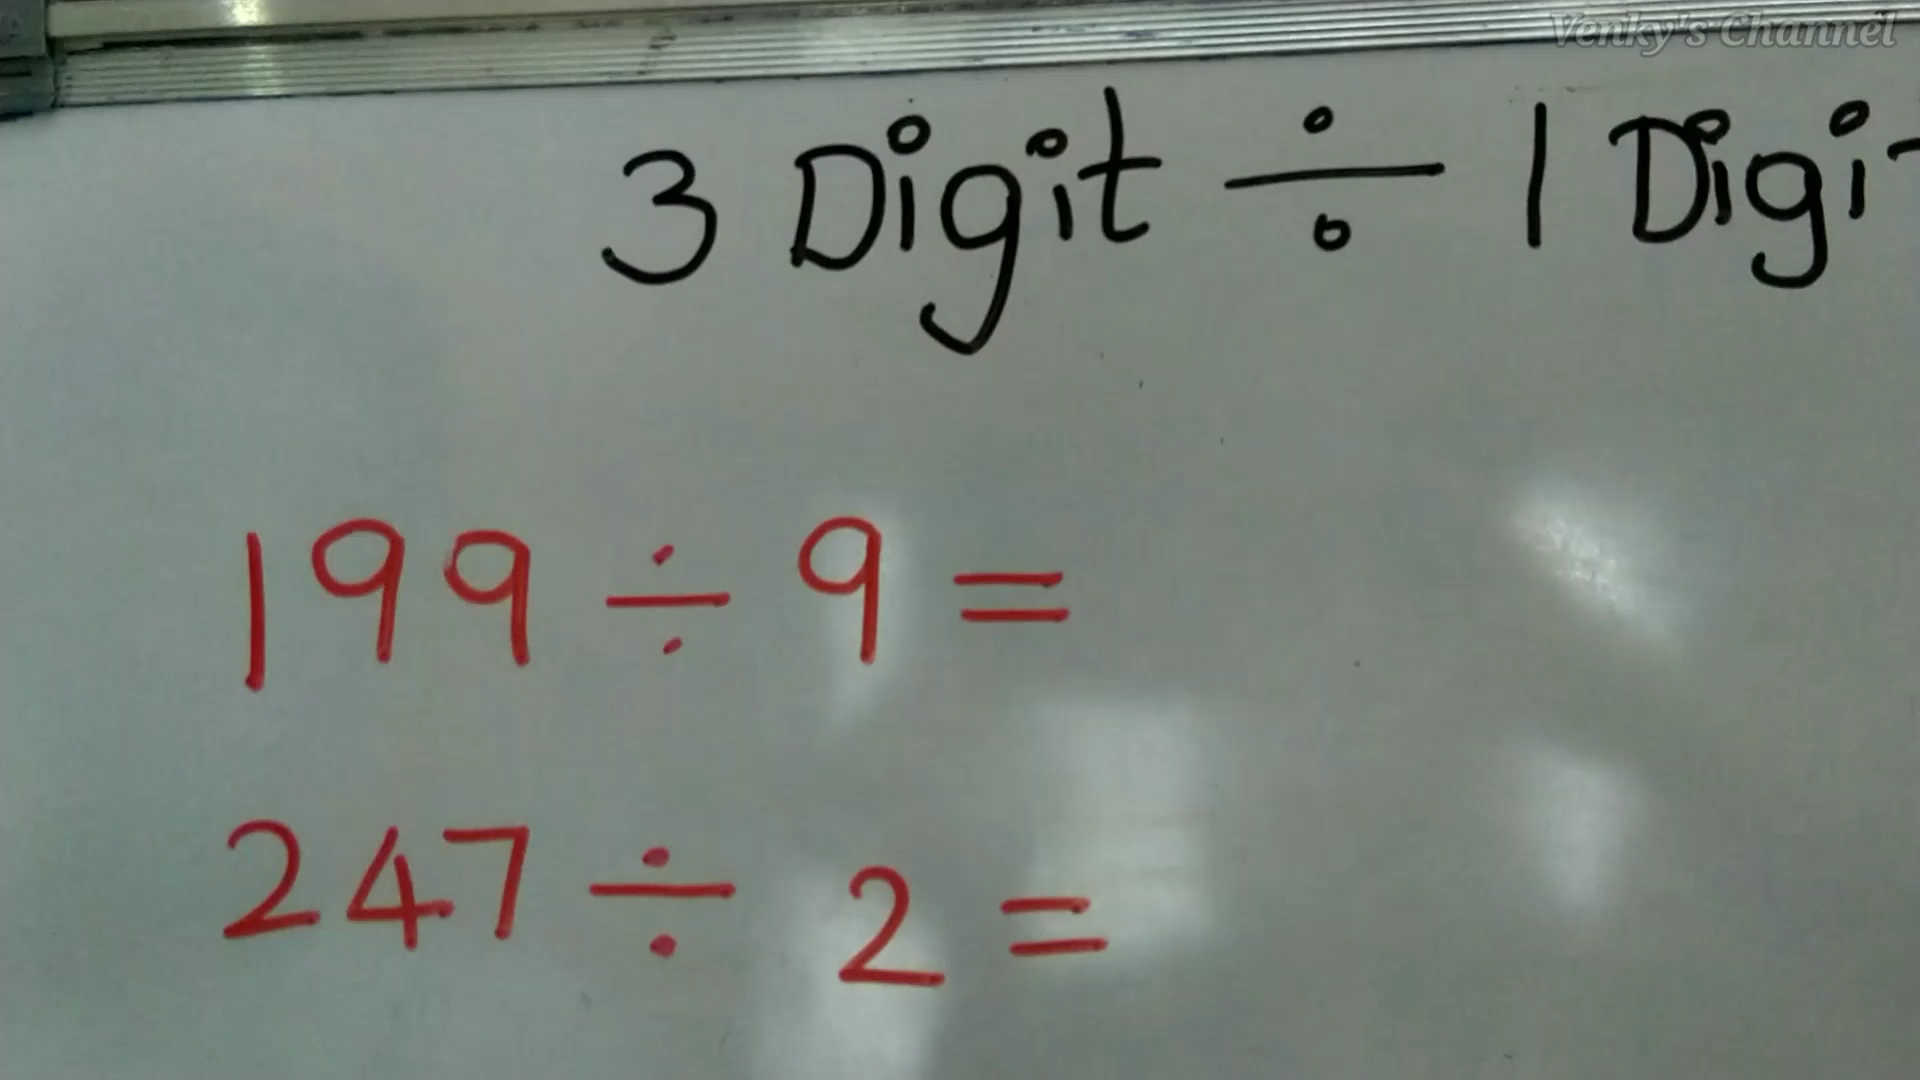 Venky's Channel
3 Digit ÷ 1 Digi
199 ÷ 9 =
247 ÷ 2 =